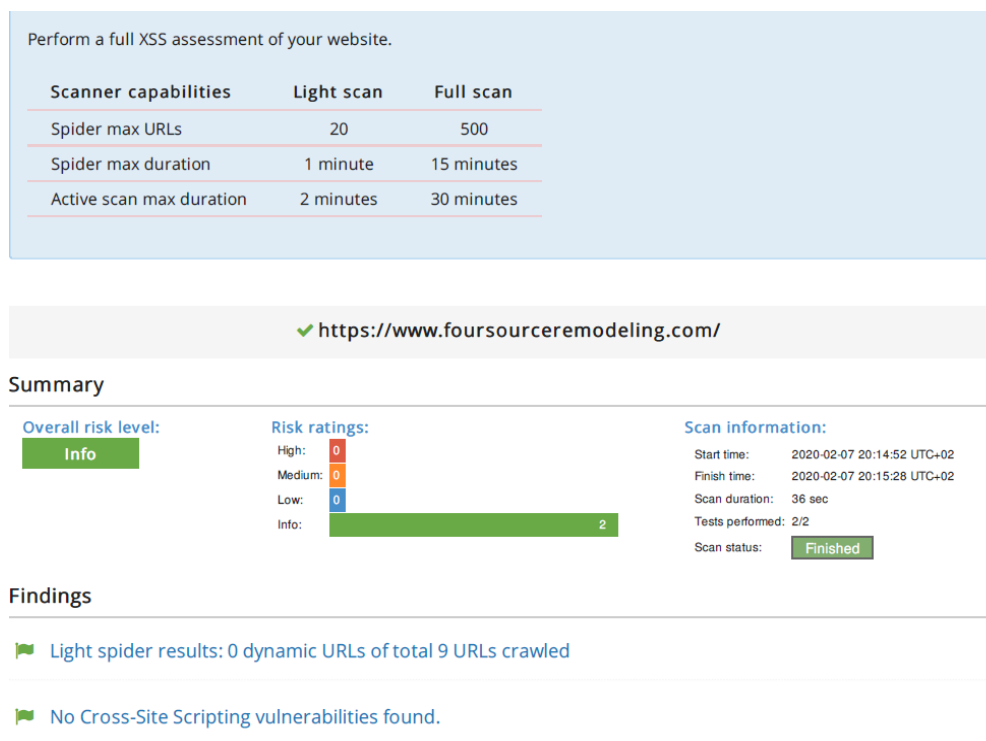 Perform a full XSS assessment of your website.
Scanner capabilities Light scan Full scan
Spider max URLs 20 500
Spider max duration 1 minute 15 minutes
Active scan max duration 2 minutes 30 minutes
https://www.foursourceremodeling.com/
Summary
Overall risk level: Risk ratings: Scan information:
Info High: 0 Start time: 2020-02-07 20:14:52 UTC+02
Medium: 0 Finish time: 2020-02-07 20:15:28 UTC+02
Low: 0 Scan duration: 36 sec
Info: 2 Tests performed: 2/2
Scan status: Finished
Findings
Light spider results: 0 dynamic URLs of total 9 URLs crawled
No Cross-Site Scripting vulnerabilities found.